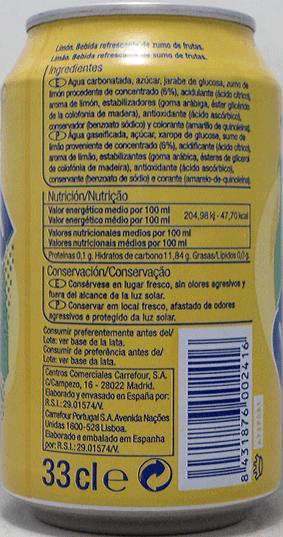 Limón. Bebida refrescante de zumo de frutas.
Limão. Bebida refrescante de sumo de frutas.
Ingredientes
E Agua carbonatada, azúcar, jarabe de glucosa, zumo de
limón procedente de concentrado (6%), acidulante (ácido cítrico),
aroma de limón, estabilizadores (goma arábiga, éster glicérido
de la colofonia de madera), antioxidante (ácido ascórbico),
conservador (benzoato sódico) y colorante (amarillo de quinoleina).
P Água gaseificada, açúcar, xarope de glucose, sumo de
limão proveniente de concentrado (6%), acidificante (ácido cítrico),
aroma de limão, estabilizantes (goma arábica, ésteres de glicerol
de colofónia de madeira), antioxidante (ácido ascórbico),
conservante (benzoato de sódio) e corante (amarelo-de-quinoleina).
Nutrición/Nutrição
Valor energético medio por 100 ml
Valor energético médio por 100 ml
204,98 kj - 47,70 kcal
Valores nutricionales medios por 100 ml
Valores nutricionais médios por 100 ml
Proteínas 0,1 g. Hidratos de carbono 11,84 g. Grasas/Lípidos 0,0 g.
Conservación/Conservação
E Consérvese en lugar fresco, sin olores agresivos y
fuera del alcance de la luz solar.
P Conservar em local fresco, afastado de odores
agressivos e protegido da luz solar.
Consumir preferentemente antes del/
Lote: ver base de la lata.
Consumir de preferência antes de/
Lote: ver base da lata.
Centros Comerciales Carrefour, S.A.
C/Campezo, 16 - 28022 Madrid.
Elaborado y envasado en España por:
R.S.I.: 29.01574/V.
Carrefour Portugal S.A. Avenida Nações
Unidas 1600-528 Lisboa.
Elaborado e embalado em Espanha
por: R.S.I.: 29.01574/V.
33 cl e
8 431876 002416